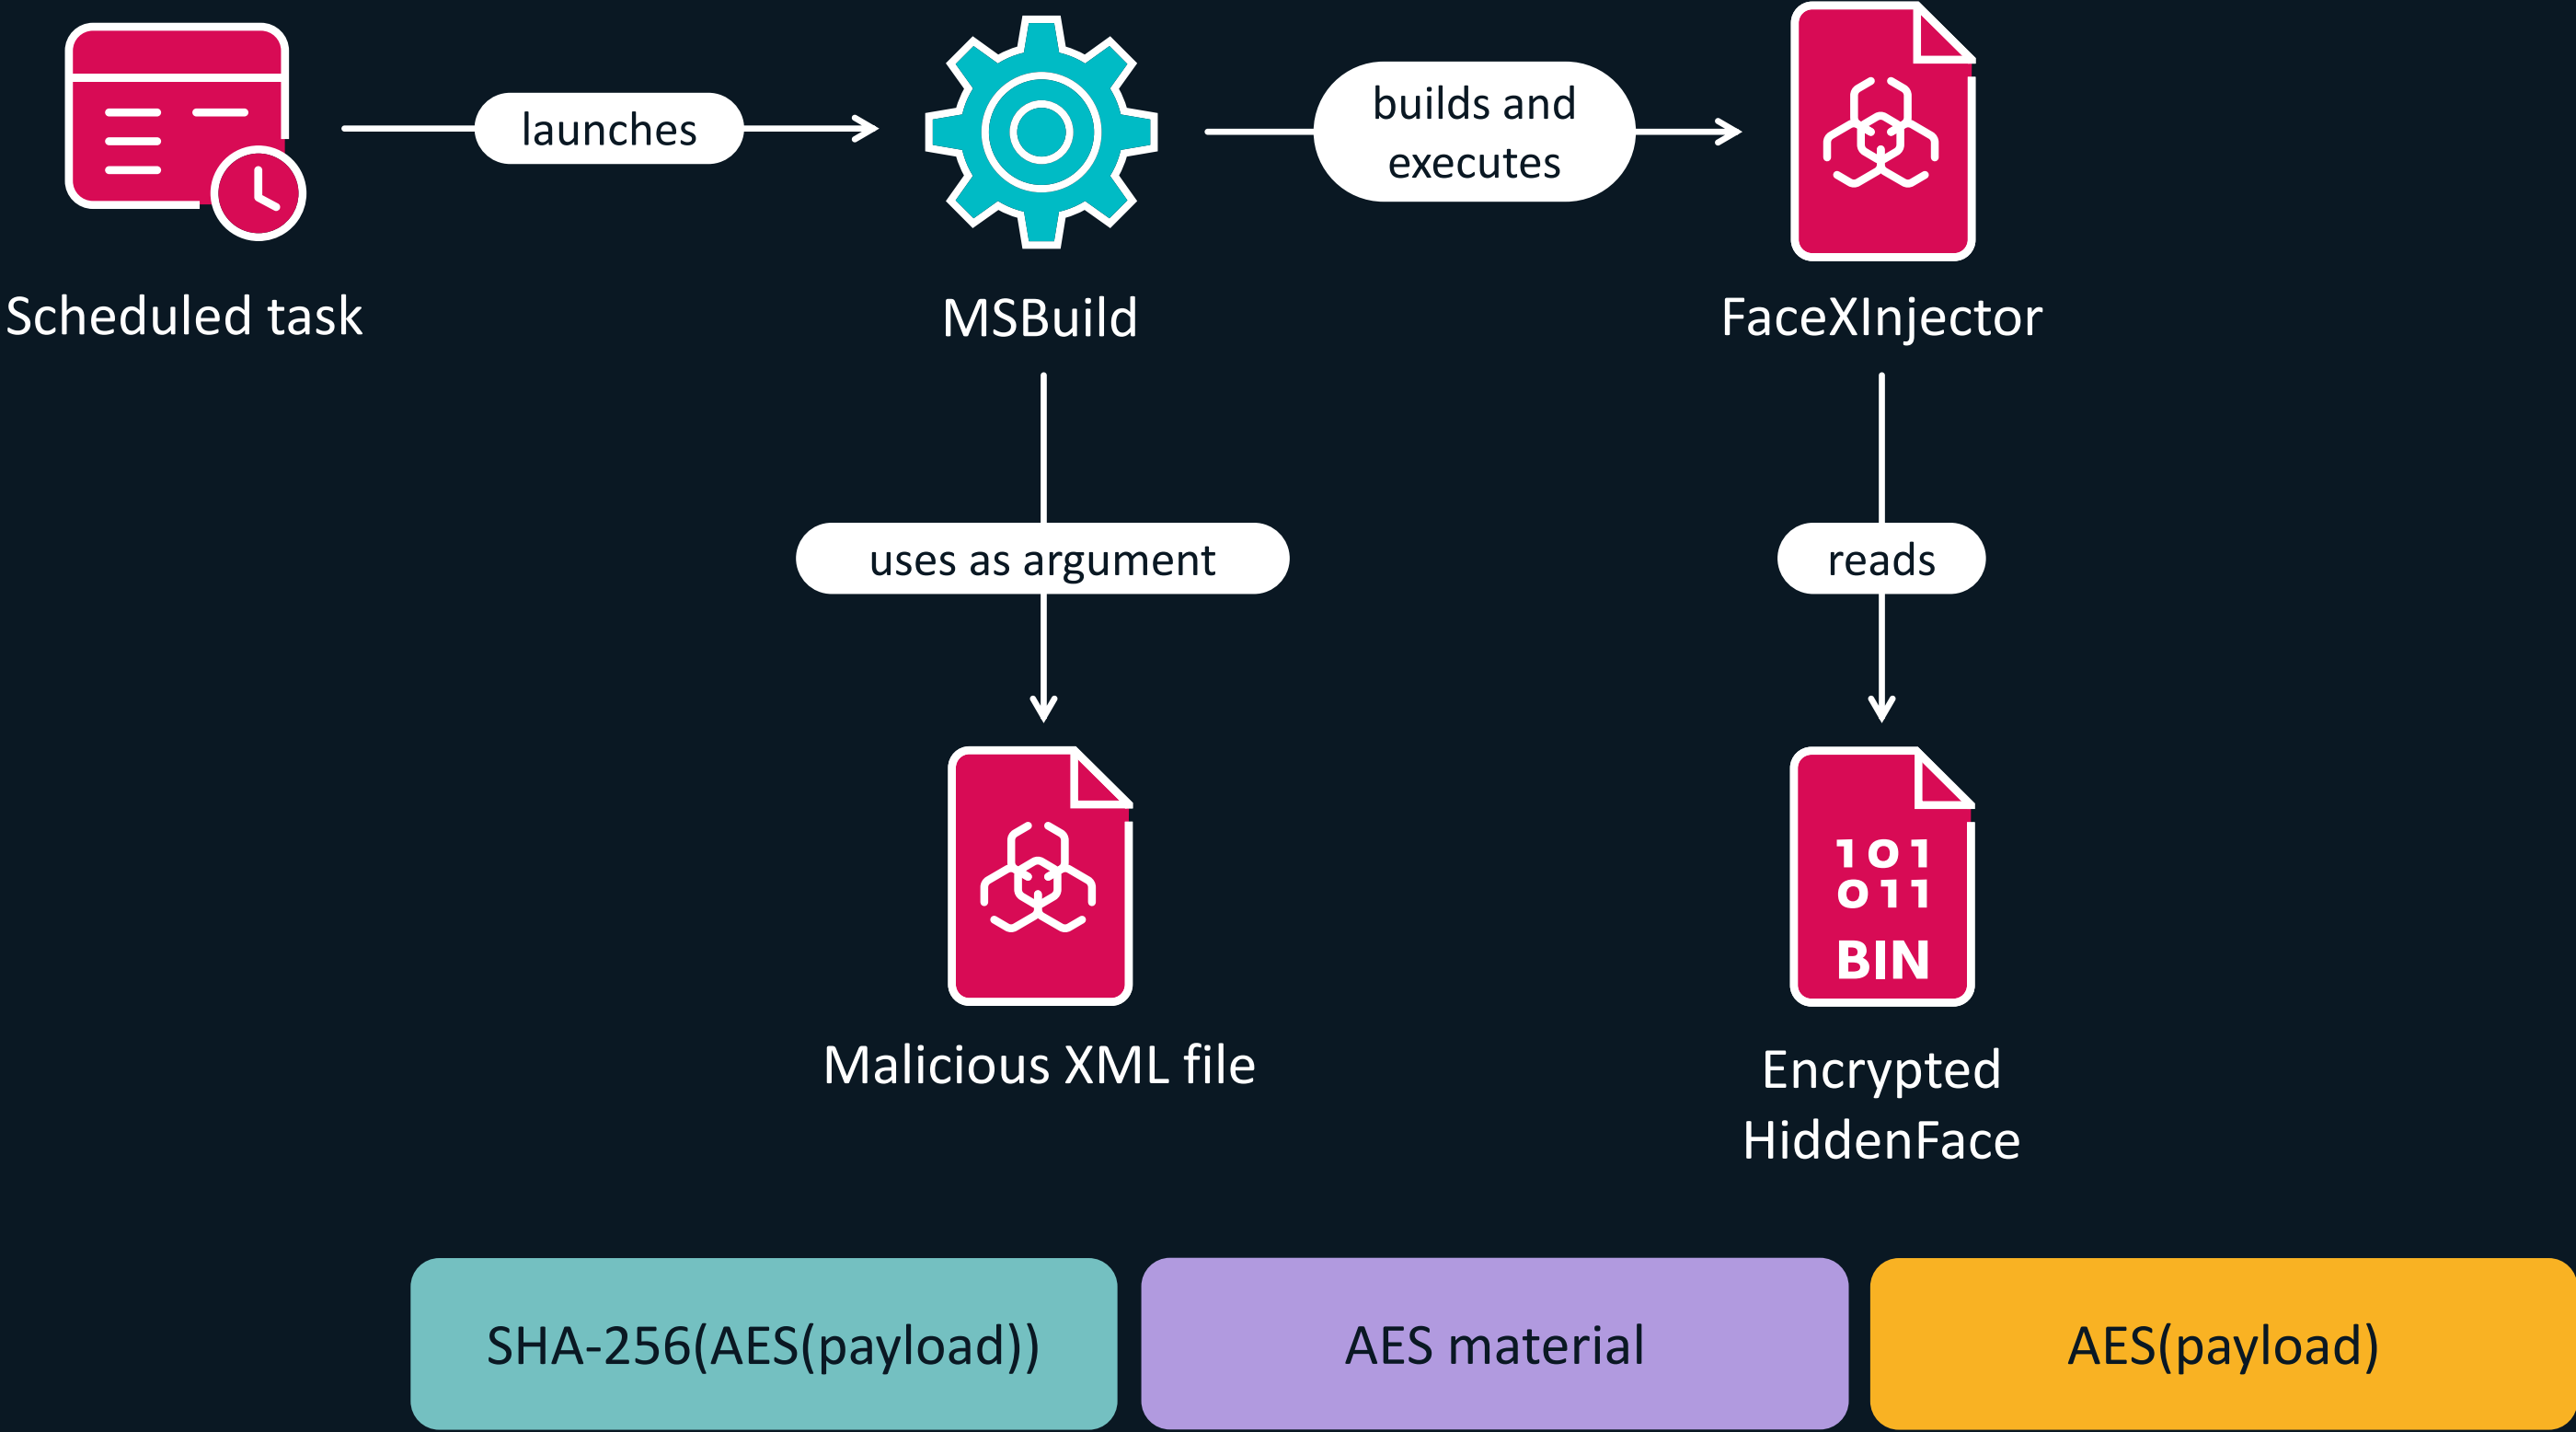 launches
builds and
executes
Scheduled task
MSBuild
FaceXInjector
uses as argument
reads
101
011
BIN
Malicious XML file
Encrypted
HiddenFace
SHA-256(AES(payload))
AES material
AES(payload)